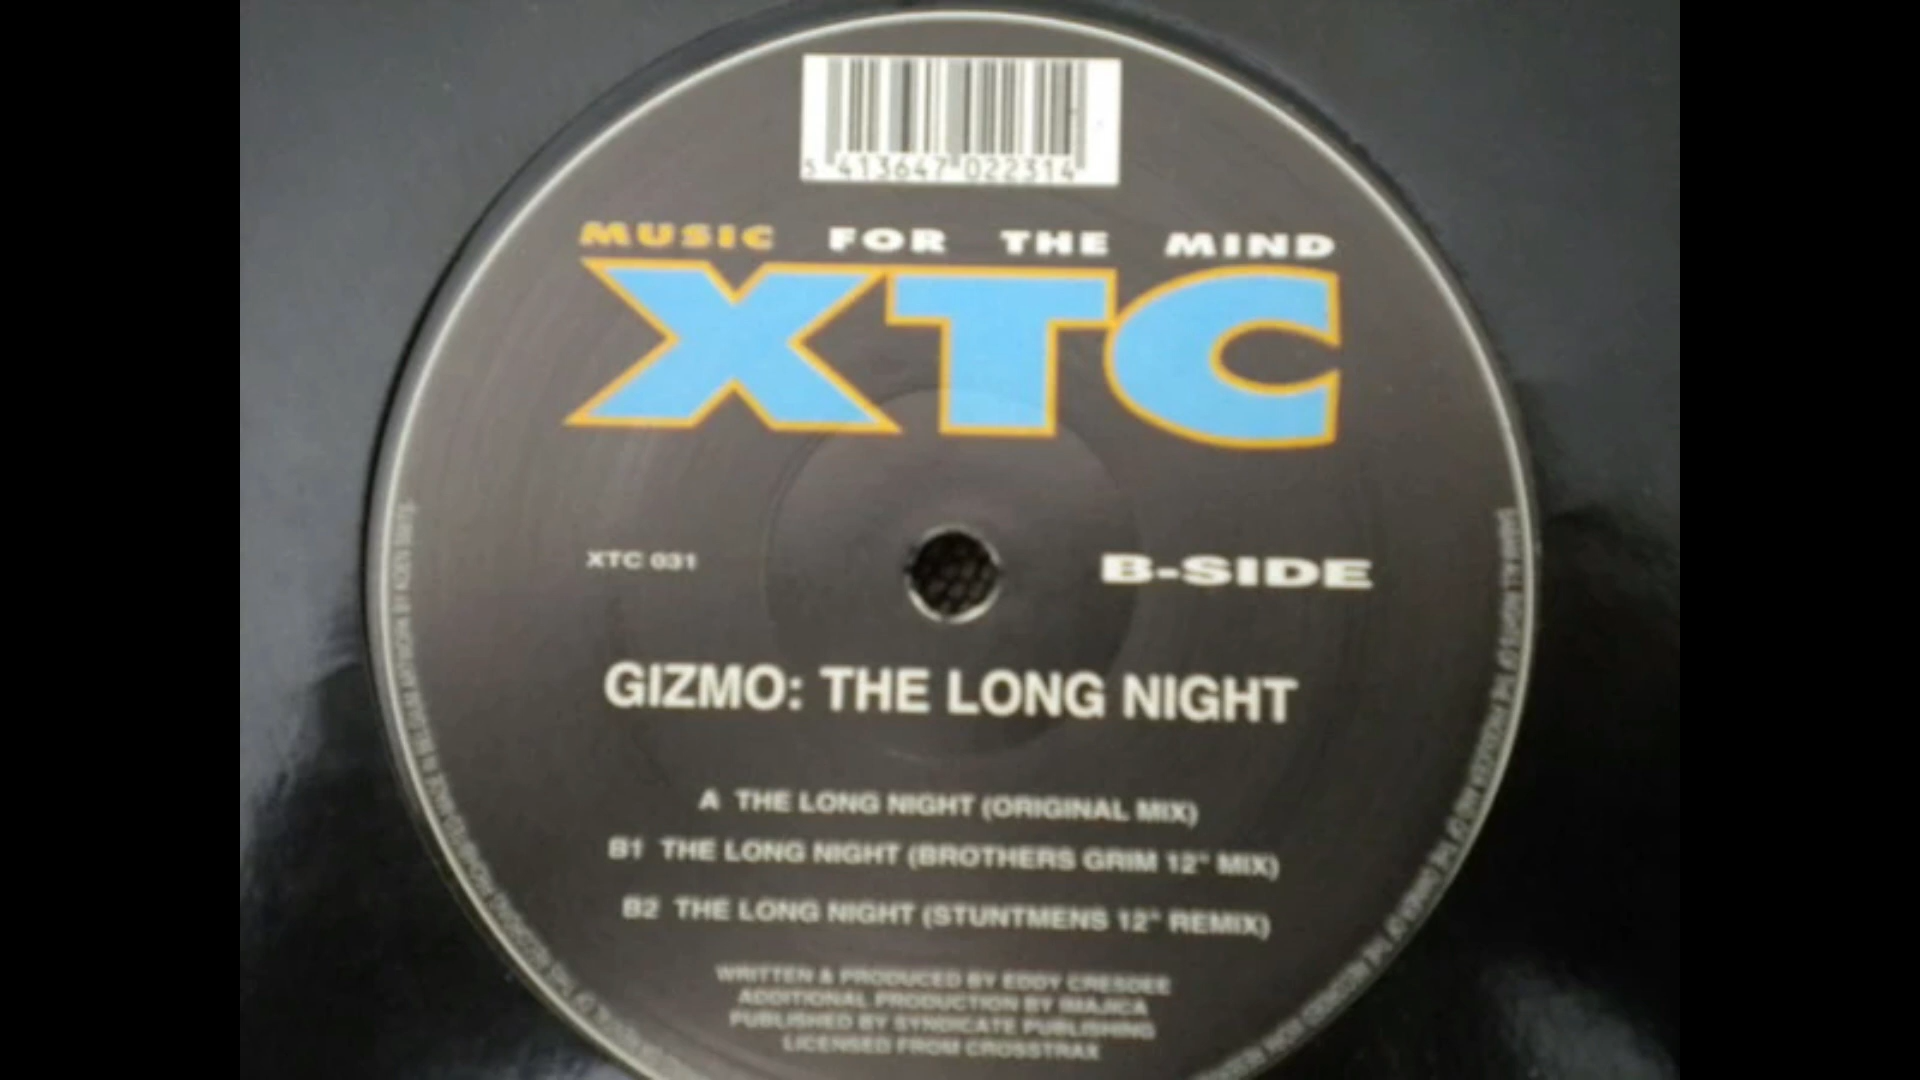 5 413647 022314
MUSIC FOR THE MIND
XTC
XTC 031
B-SIDE
GIZMO: THE LONG NIGHT
A THE LONG NIGHT (ORIGINAL MIX)
B1 THE LONG NIGHT (BROTHERS GRIM 12" MIX)
B2 THE LONG NIGHT (STUNTMENS 12" REMIX)
WRITTEN & PRODUCED BY EDDY CRESDEE
ADDITIONAL PRODUCTION BY IMAJICA
PUBLISHED BY SYNDICATE PUBLISHING
LICENSED FROM CROSSTRAX